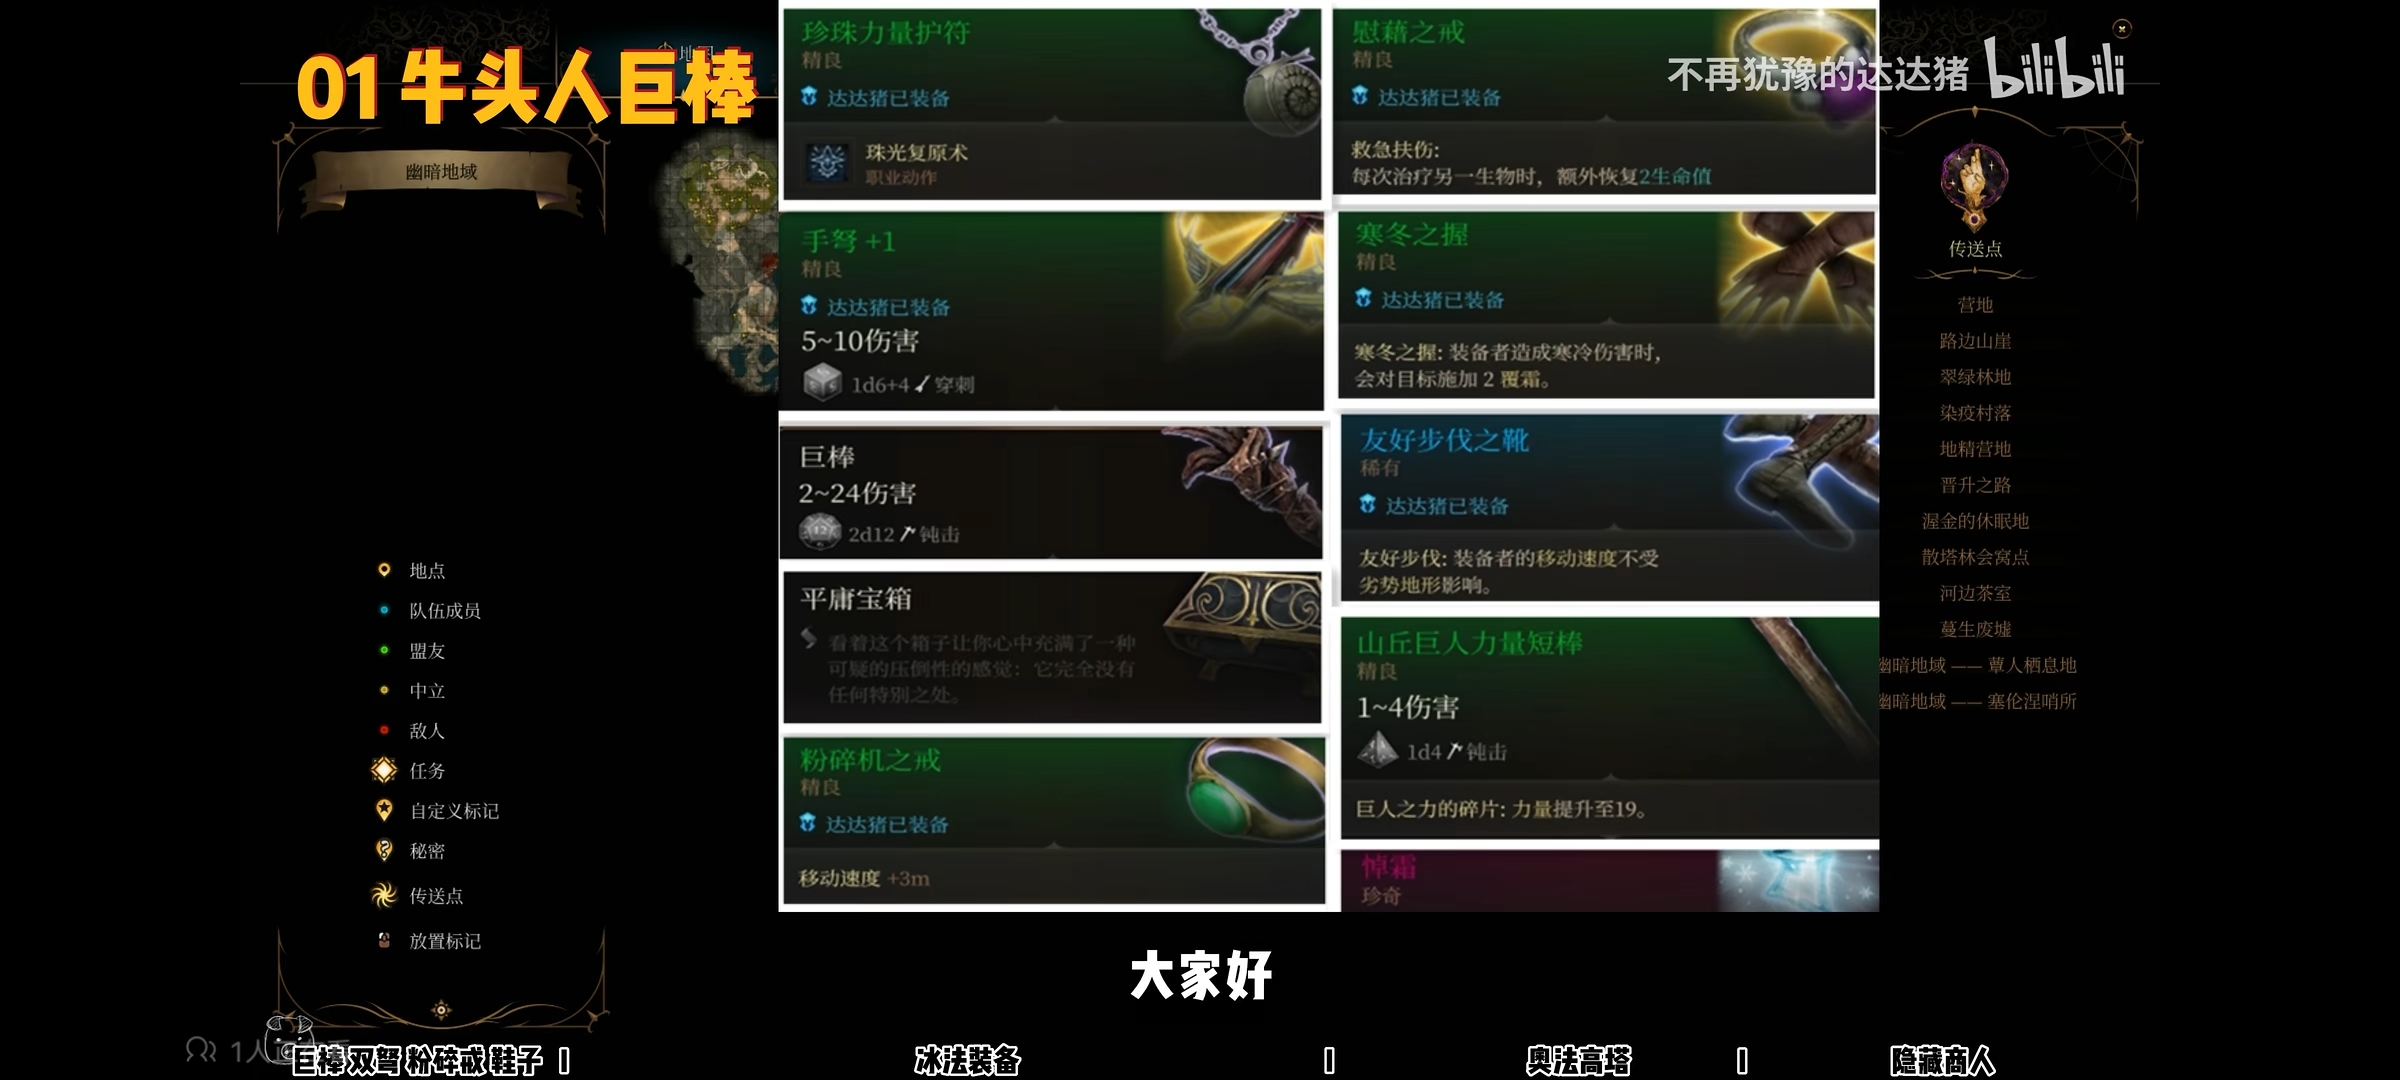 01 牛头人巨棒
地图
幽暗地域
地点
队伍成员
盟友
中立
敌人
任务
自定义标记
秘密
传送点
放置标记
珍珠力量护符
精良
达达猪已装备
珠光复原术
职业动作
手弩 +1
精良
达达猪已装备
5~10伤害
1d6+4 穿刺
巨棒
2~24伤害
2d12 钝击
平庸宝箱
看着这个箱子让你心中充满了一种
可疑的压倒性的感觉：它完全没有
任何特别之处。
粉碎机之戒
精良
达达猪已装备
移动速度 +3m
慰藉之戒
精良
达达猪已装备
救急扶伤:
每次治疗另一生物时，额外恢复2生命值
寒冬之握
精良
达达猪已装备
寒冬之握: 装备者造成寒冷伤害时，
会对目标施加 2 覆霜。
友好步伐之靴
稀有
达达猪已装备
友好步伐: 装备者的移动速度不受
劣势地形影响。
山丘巨人力量短棒
精良
1~4伤害
1d4 钝击
巨人之力的碎片: 力量提升至19。
悼霜
珍奇
不再犹豫的达达猪 bilibili
传送点
营地
路边山崖
翠绿林地
染疫村落
地精营地
晋升之路
渥金的休眠地
散塔林会窝点
河边茶室
蔓生废墟
幽暗地域 —— 蕈人栖息地
幽暗地域 —— 塞伦涅哨所
大家好
1人
巨棒 双弩 粉碎戒 鞋子 |
冰法装备 |
奥法高塔 |
隐藏商人